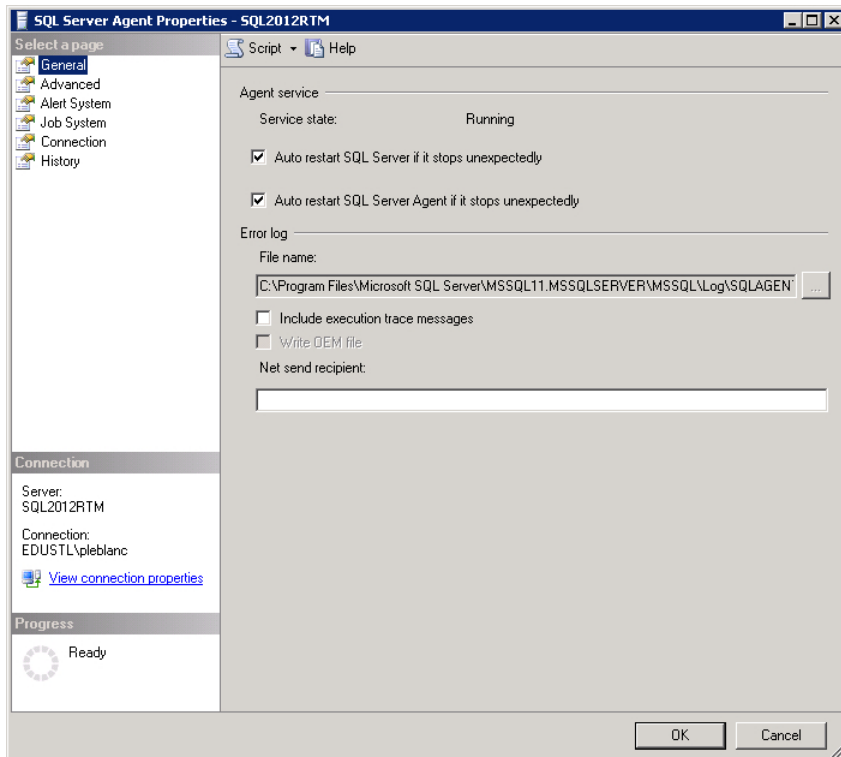 SQL Server Agent Properties - SQL2012RTM
Select a page
General
Advanced
Alert System
Job System
Connection
History
Script
Help
Agent service
Service state: Running
Auto restart SQL Server if it stops unexpectedly
Auto restart SQL Server Agent if it stops unexpectedly
Error log
File name:
C:\Program Files\Microsoft SQL Server\MSSQL11.MSSQLSERVER\MSSQL\Log\SQLAGENT
...
Include execution trace messages
Write OEM file
Net send recipient:
Connection
Server:
SQL2012RTM
Connection:
EDUSTL\pleblanc
View connection properties
Progress
Ready
OK
Cancel